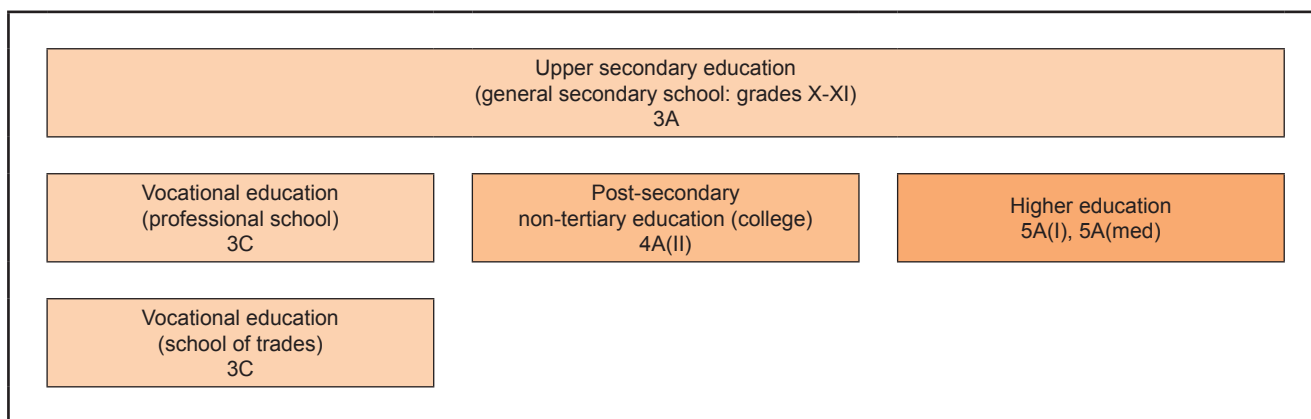 Upper secondary education
(general secondary school: grades X-XI)
3A
Vocational education
(professional school)
3C
Post-secondary
non-tertiary education (college)
4A(II)
Higher education
5A(I), 5A(med)
Vocational education
(school of trades)
3C